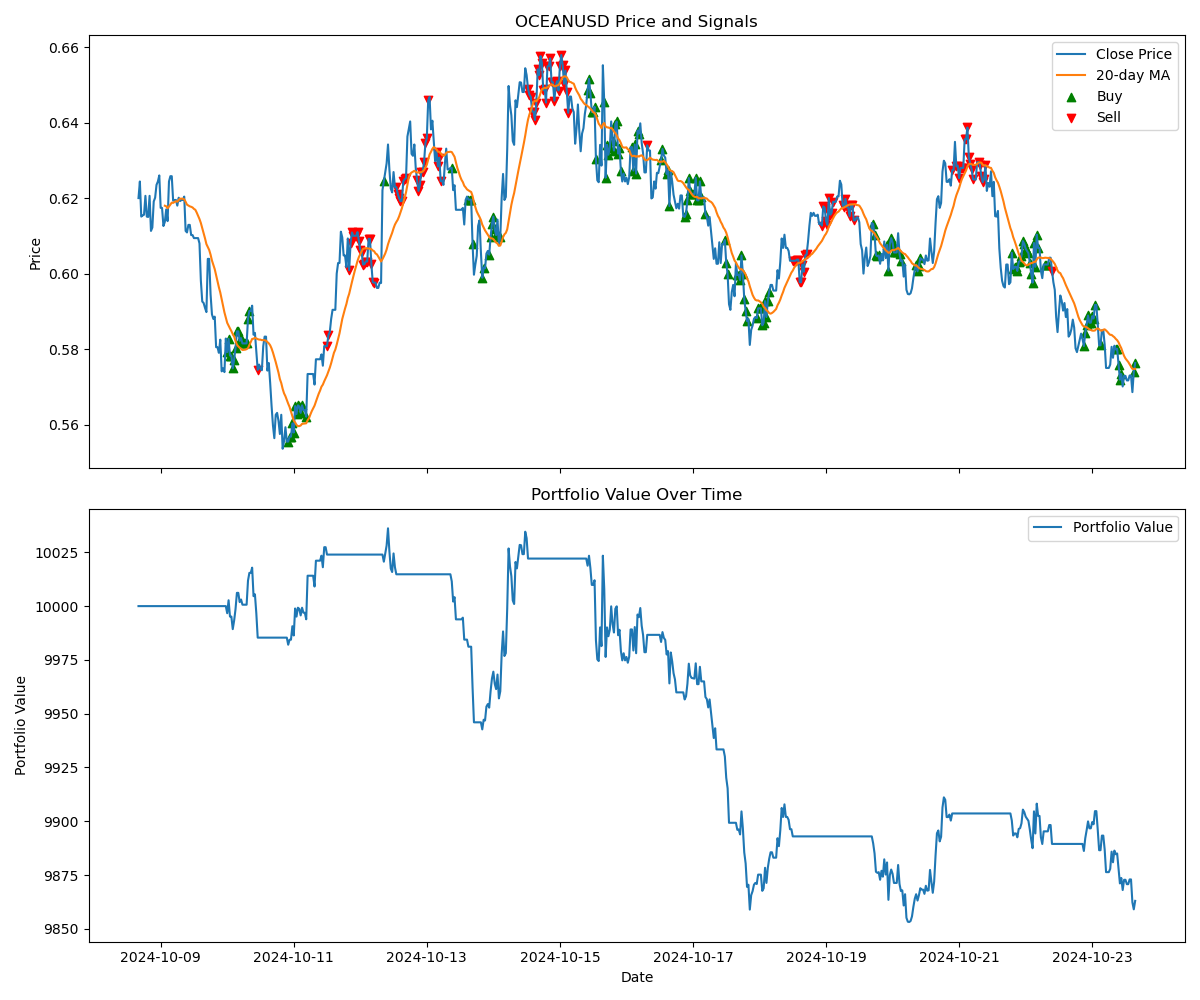 OCEANUSD Price and Signals
0.66
0.64
0.62
0.60
0.58
0.56
Price
Close Price
20-day MA
Buy
Sell
Portfolio Value Over Time
10025
10000
9975
9950
9925
9900
9875
9850
Portfolio Value
Portfolio Value
2024-10-09
2024-10-11
2024-10-13
2024-10-15
2024-10-17
2024-10-19
2024-10-21
2024-10-23
Date